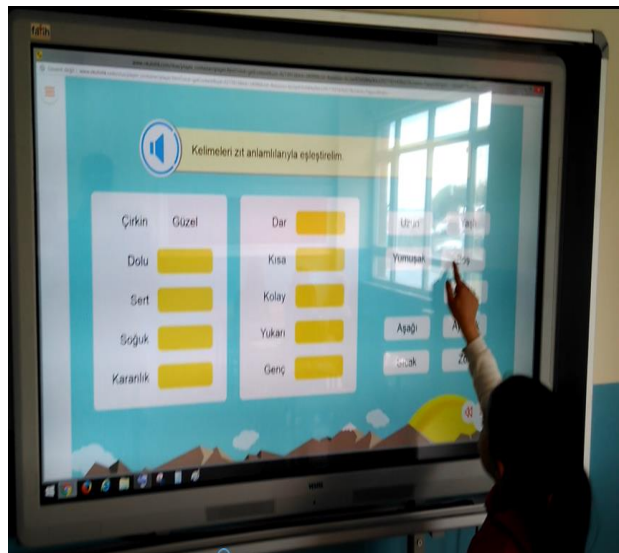 fatih
Kelimeleri zıt anlamlılarıyla eşleştirelim.
Çirkin Güzel
Dolu
Sert
Soğuk
Karanlık
Dar
Kısa
Kolay
Yukarı
Genç
Uzun Yaşlı
Yumuşak
Aşağı
Sıcak